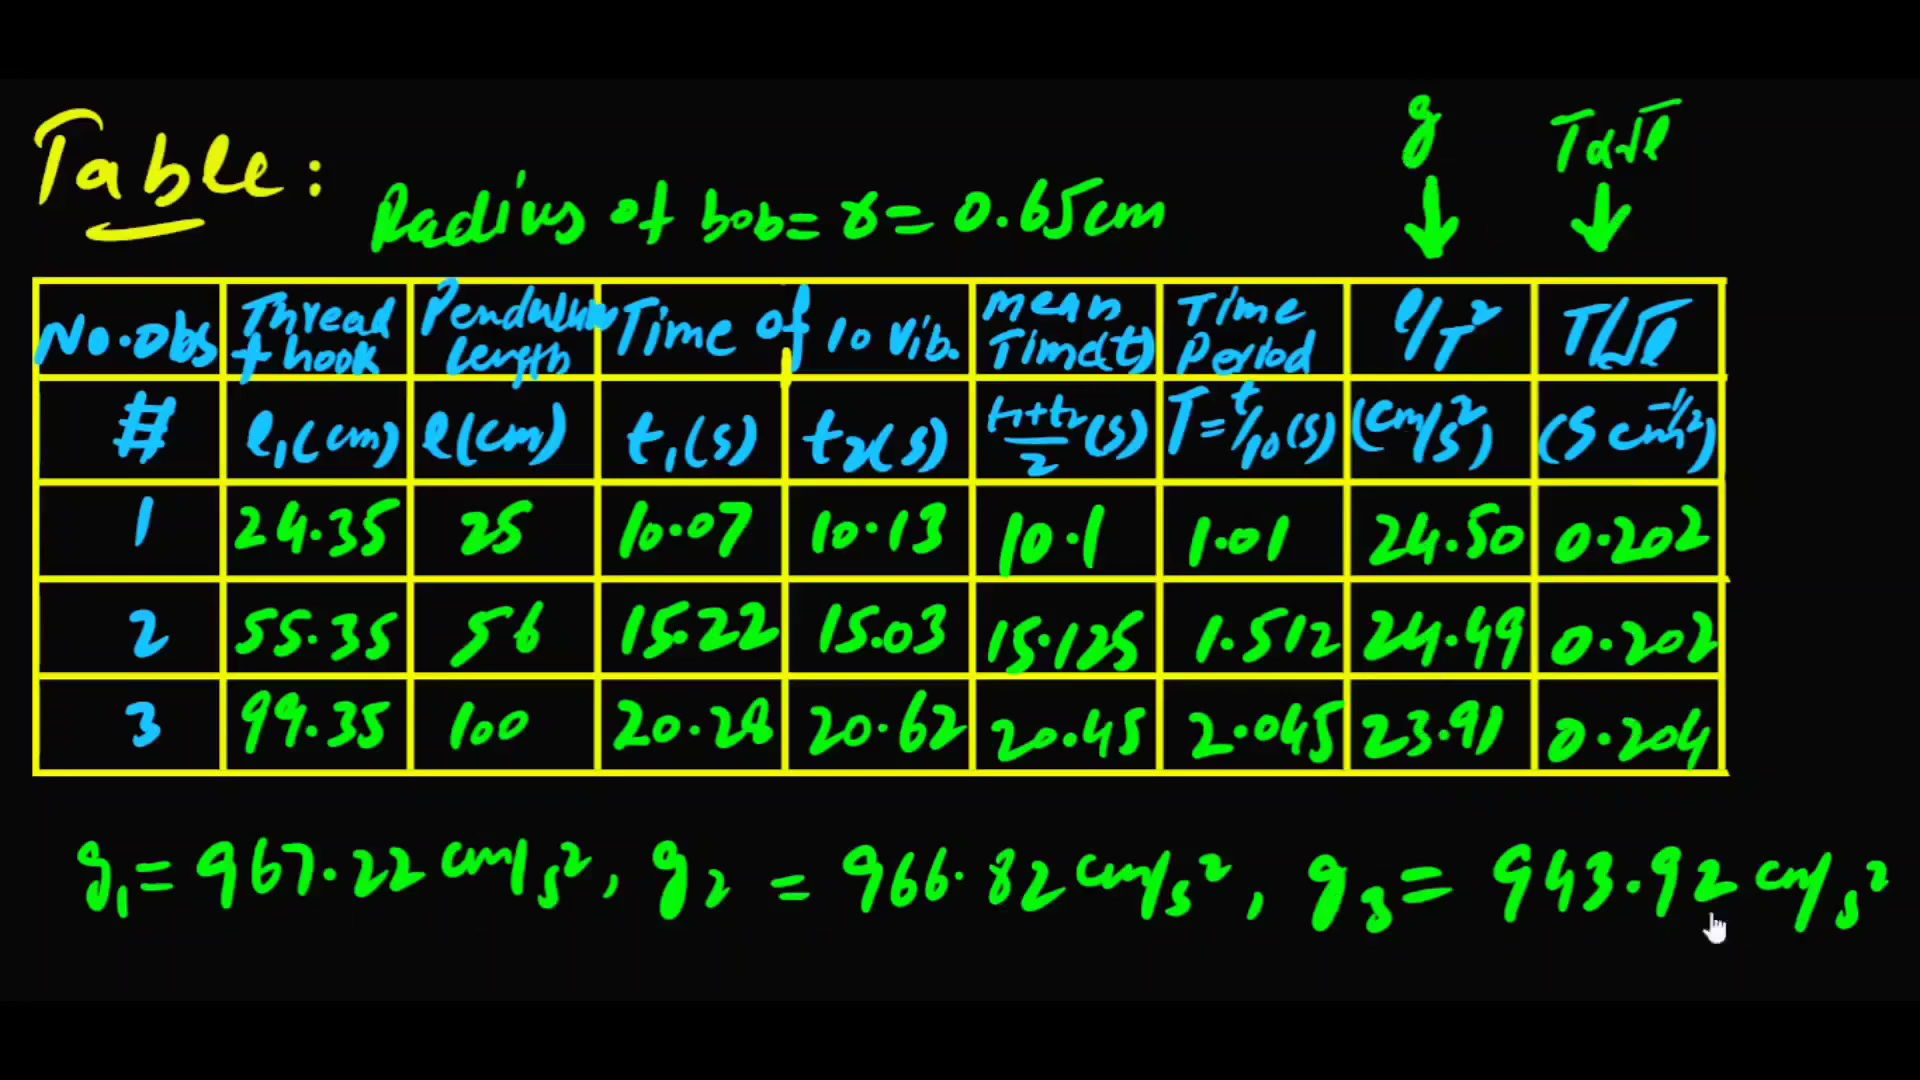 Table:
Radius of bob = r = 0.65cm
g T α √l
No.obs Thread + hook Pendulum Length Time of 10 Vib. mean Time(t) Time Period l/T² T/√l
# l₁(cm) l(cm) t₁(s) t₂(s) t₁+t₂/2 (s) T=t/10 (s) (cm/s²) (S cm⁻¹/²)
1 24.35 25 10.07 10.13 10.1 1.01 24.50 0.202
2 55.35 56 15.22 15.03 15.125 1.512 24.49 0.202
3 99.35 100 20.28 20.62 20.45 2.045 23.91 0.204
g₁ = 967.22 cm/s², g₂ = 966.82 cm/s², g₃ = 943.92 cm/s²